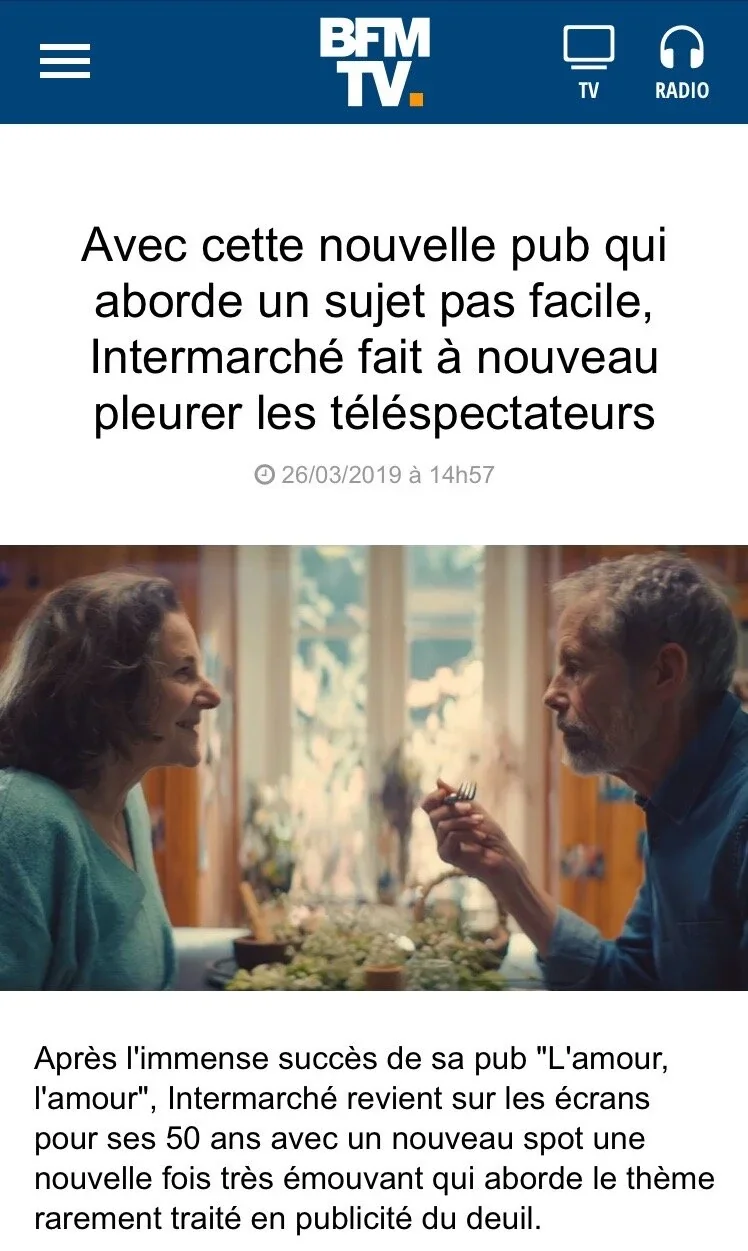 BFM
TV.
TV
RADIO
Avec cette nouvelle pub qui
aborde un sujet pas facile,
Intermarché fait à nouveau
pleurer les téléspectateurs
26/03/2019 à 14h57
Après l'immense succès de sa pub "L'amour,
l'amour", Intermarché revient sur les écrans
pour ses 50 ans avec un nouveau spot une
nouvelle fois très émouvant qui aborde le thème
rarement traité en publicité du deuil.